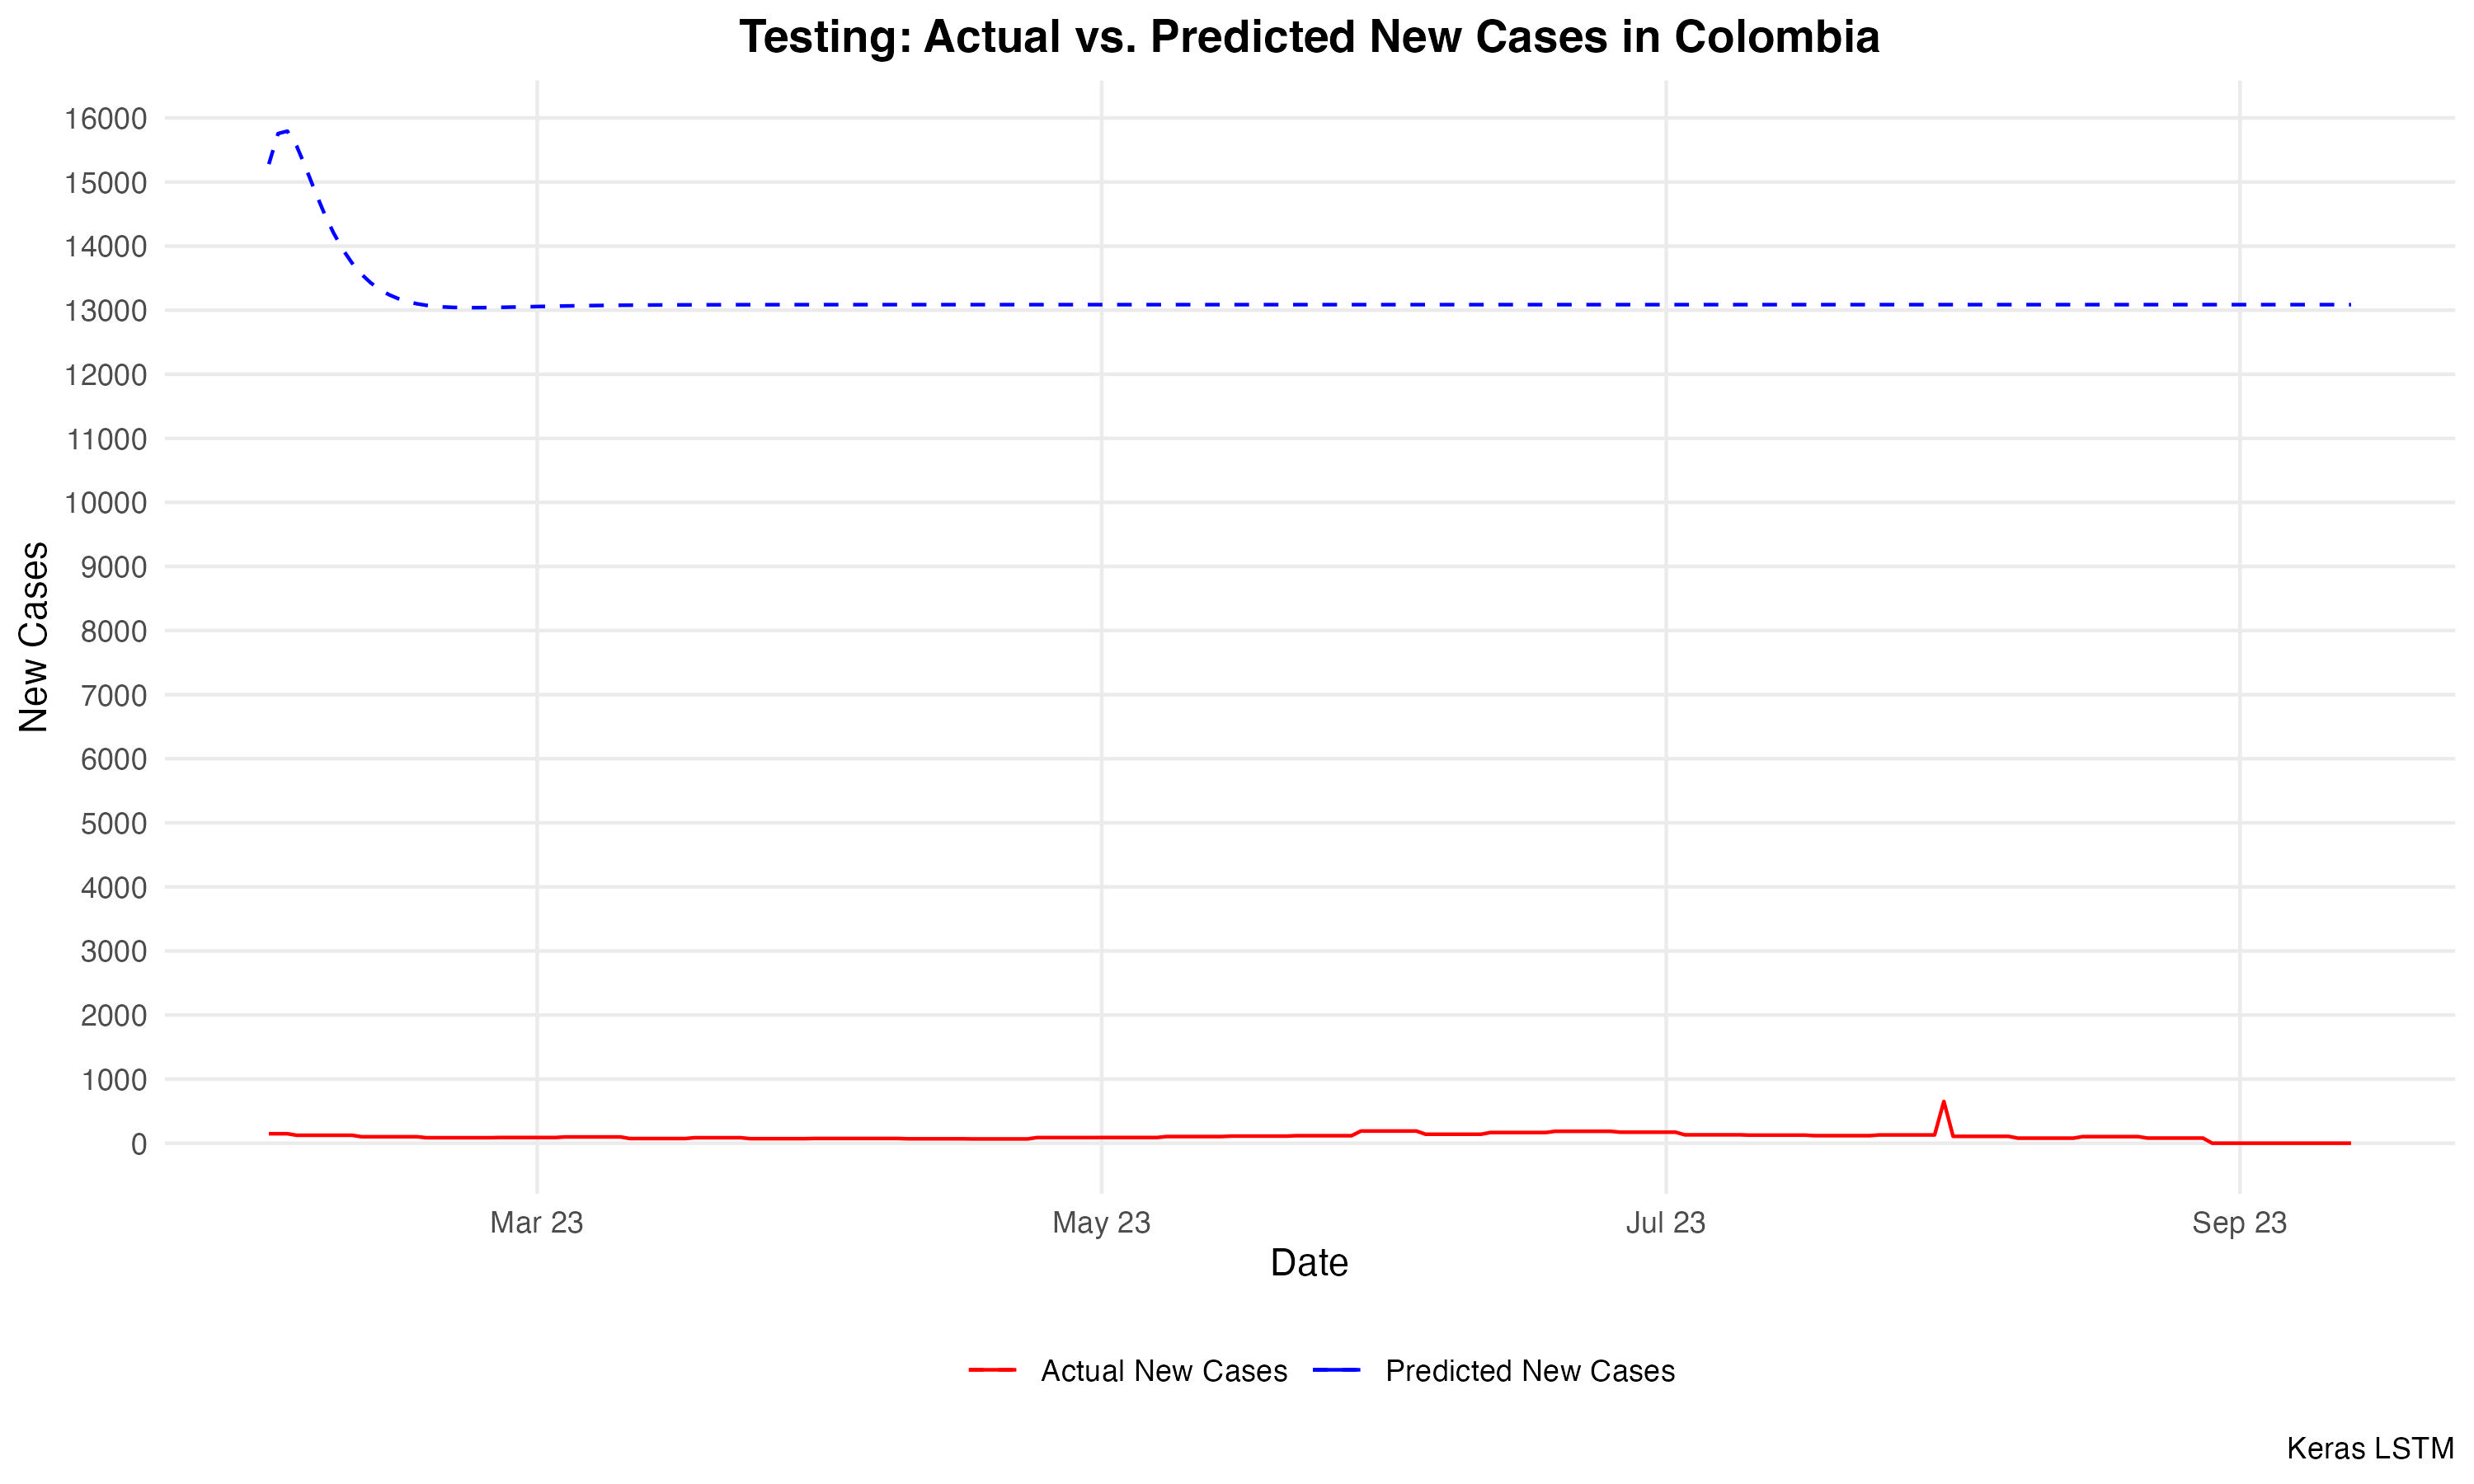 Testing: Actual vs. Predicted New Cases in Colombia
16000
15000
14000
13000
12000
11000
10000
9000
8000
7000
6000
5000
4000
3000
2000
1000
0
New Cases
Mar 23 May 23 Jul 23 Sep 23
Date
Actual New Cases Predicted New Cases
Keras LSTM